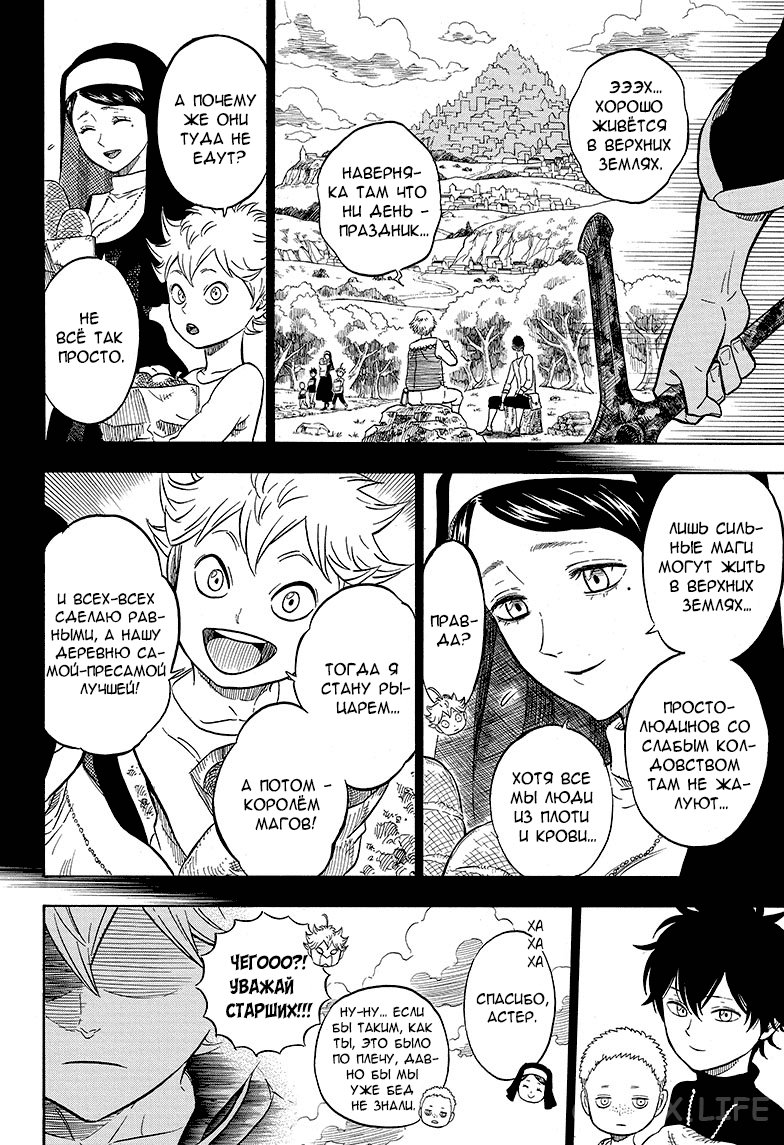 ЭЭЭХ...
ХОРОШО
ЖИВЁТСЯ
В ВЕРХНИХ
ЗЕМЛЯХ.
НАВЕРНЯ-
КА ТАМ ЧТО
НИ ДЕНЬ -
ПРАЗДНИК...
А ПОЧЕМУ
ЖЕ ОНИ
ТУДА НЕ
ЕДУТ?
НЕ
ВСЁ ТАК
ПРОСТО.
ЛИШЬ СИЛЬ-
НЫЕ МАГИ
МОГУТ ЖИТЬ
В ВЕРХНИХ
ЗЕМЛЯХ...
ПРАВ-
ДА?
ПРОСТО-
ЛЮДИНОВ СО
СЛАБЫМ КОЛ-
ДОВСТВОМ
ТАМ НЕ ЖА-
ЛУЮТ...
ХОТЯ ВСЕ
МЫ ЛЮДИ
ИЗ ПЛОТИ
И КРОВИ...
ТОГДА Я
СТАНУ РЫ-
ЦАРЕМ...
А ПОТОМ -
КОРОЛЁМ
МАГОВ!
И ВСЕХ-ВСЕХ
СДЕЛАЮ РАВ-
НЫМИ, А НАШУ
ДЕРЕВНЮ СА-
МОЙ-ПРЕСАМОЙ
ЛУЧШЕЙ!
ХА
ХА
ХА
СПАСИБО,
АСТЕР.
НУ-НУ... ЕСЛИ
БЫ ТАКИМ, КАК
ТЫ, ЭТО БЫЛО
ПО ПЛЕЧУ, ДАВ-
НО БЫ МЫ
УЖЕ БЕД
НЕ ЗНАЛИ.
ЧЕГООО?!
УВАЖАЙ
СТАРШИХ!!!
X LIFE